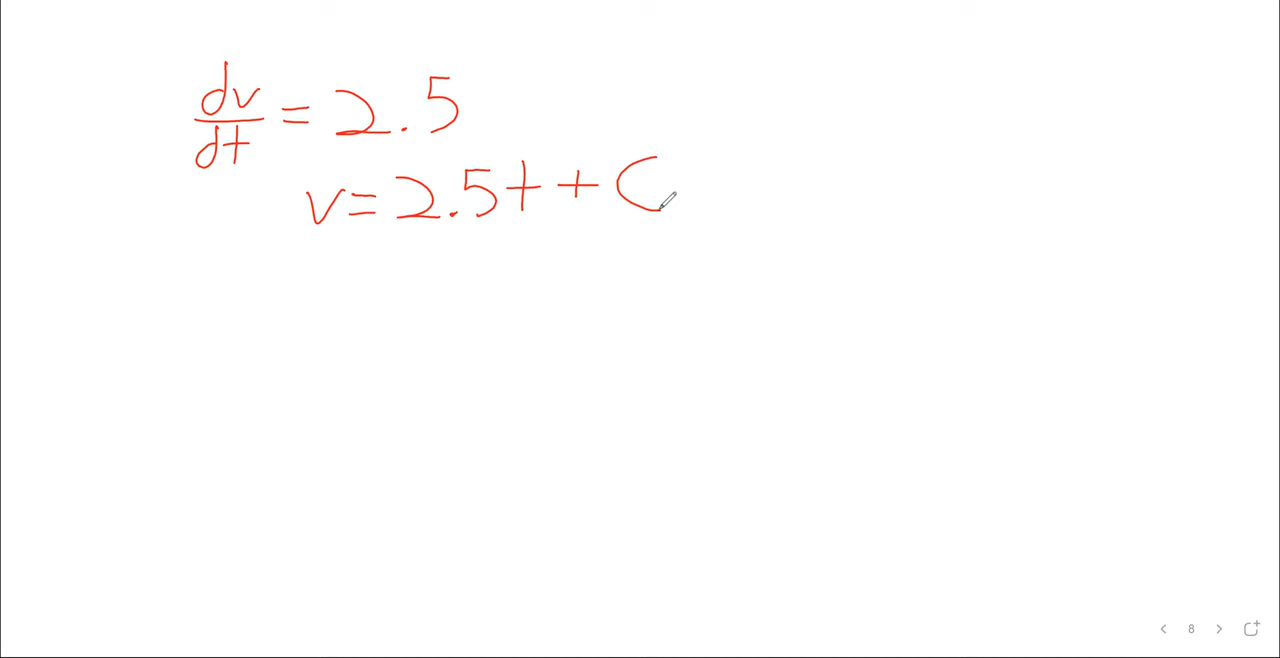 dv/dt = 2.5
v = 2.5t + C
8